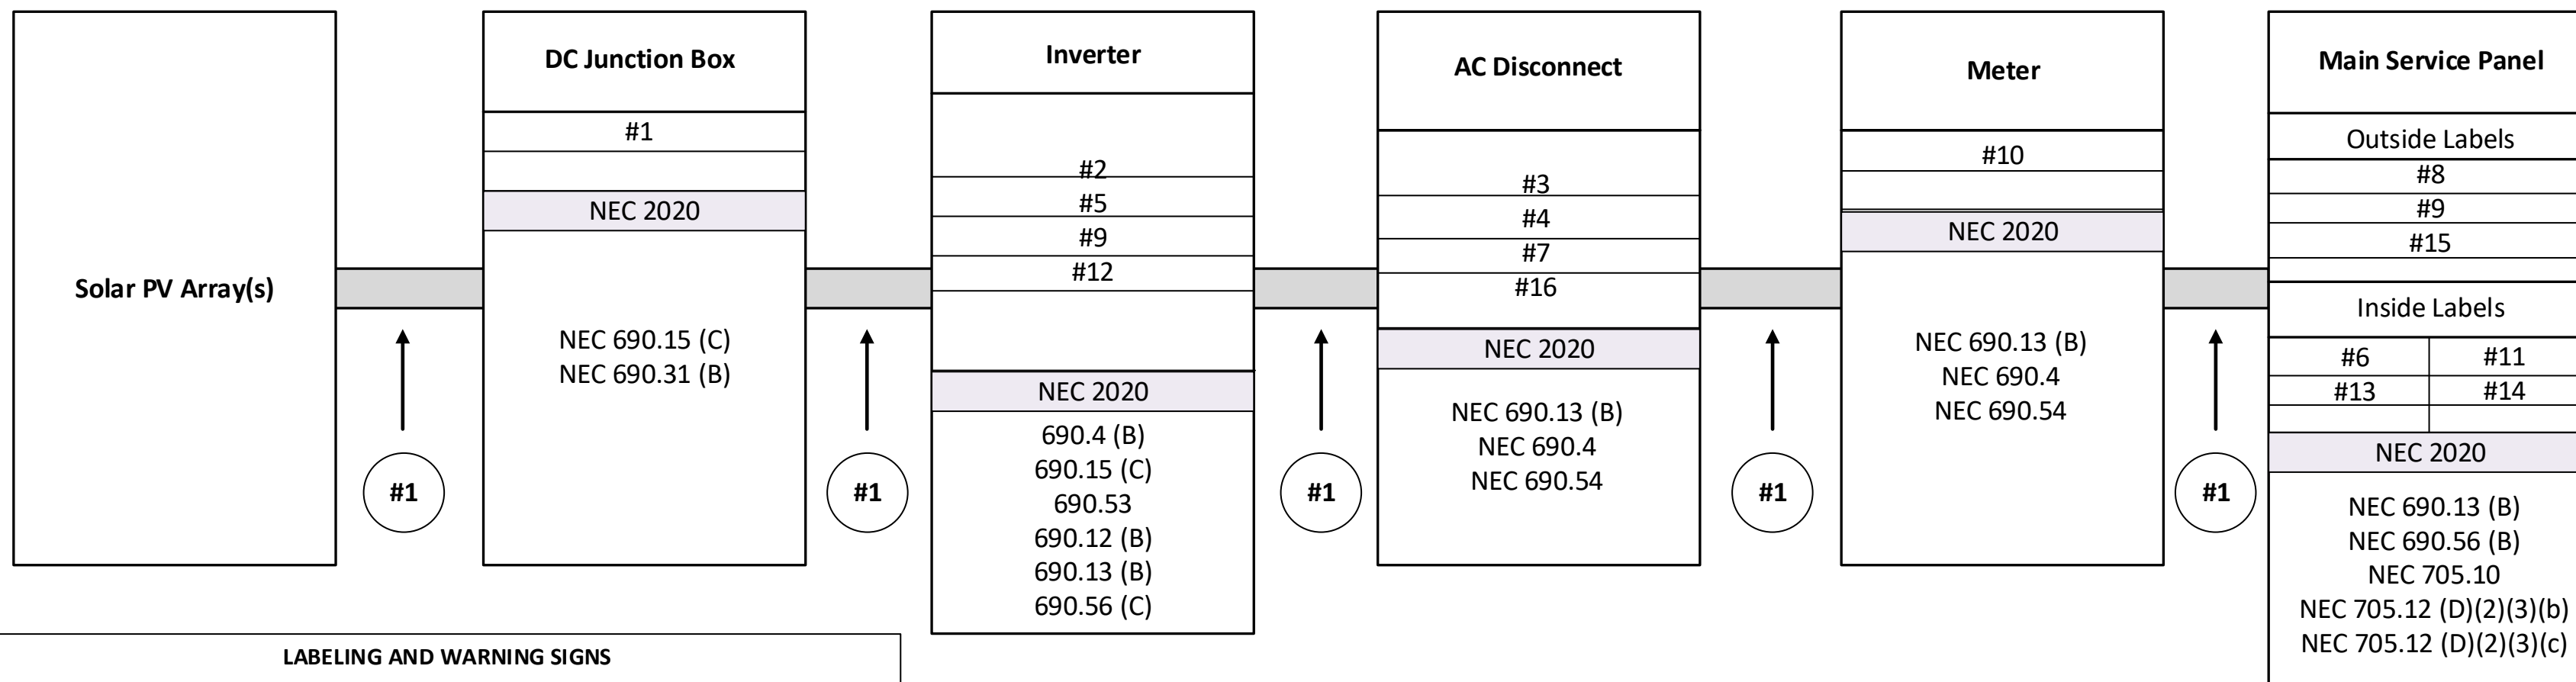 Solar PV Array(s)
#1
DC Junction Box
#1
NEC 2020
NEC 690.15 (C)
NEC 690.31 (B)
#1
Inverter
#2
#5
#9
#12
NEC 2020
690.4 (B)
690.15 (C)
690.53
690.12 (B)
690.13 (B)
690.56 (C)
#1
AC Disconnect
#3
#4
#7
#16
NEC 2020
NEC 690.13 (B)
NEC 690.4
NEC 690.54
#1
Meter
#10
NEC 2020
NEC 690.13 (B)
NEC 690.4
NEC 690.54
#1
Main Service Panel
Outside Labels
#8
#9
#15
Inside Labels
#6 #11
#13 #14
NEC 2020
NEC 690.13 (B)
NEC 690.56 (B)
NEC 705.10
NEC 705.12 (D)(2)(3)(b)
NEC 705.12 (D)(2)(3)(c)
LABELING AND WARNING SIGNS